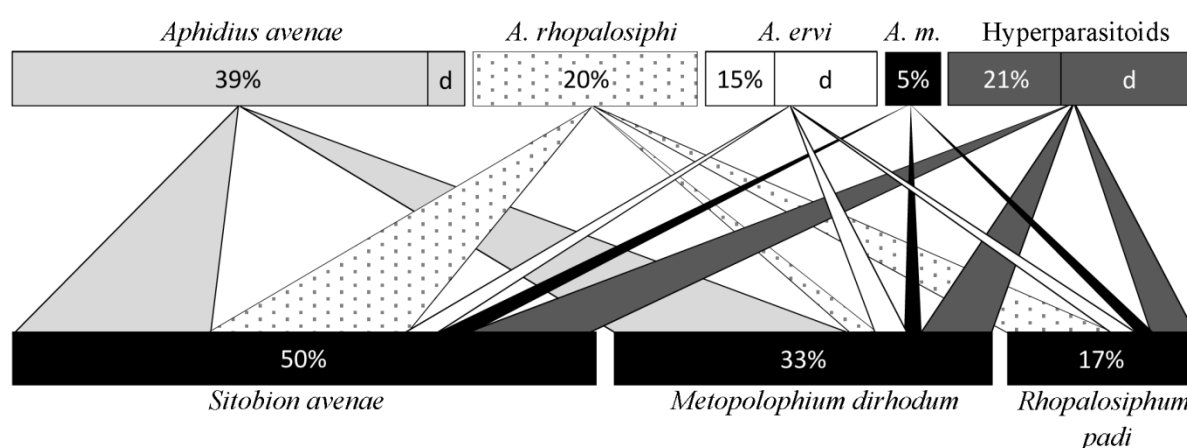 Aphidius avenae A. rhopalosiphi A. ervi A. m. Hyperparasitoids
39% d 20% 15% d 5% 21% d
50% 33% 17%
Sitobion avenae Metopolophium dirhodum Rhopalosiphum
padi